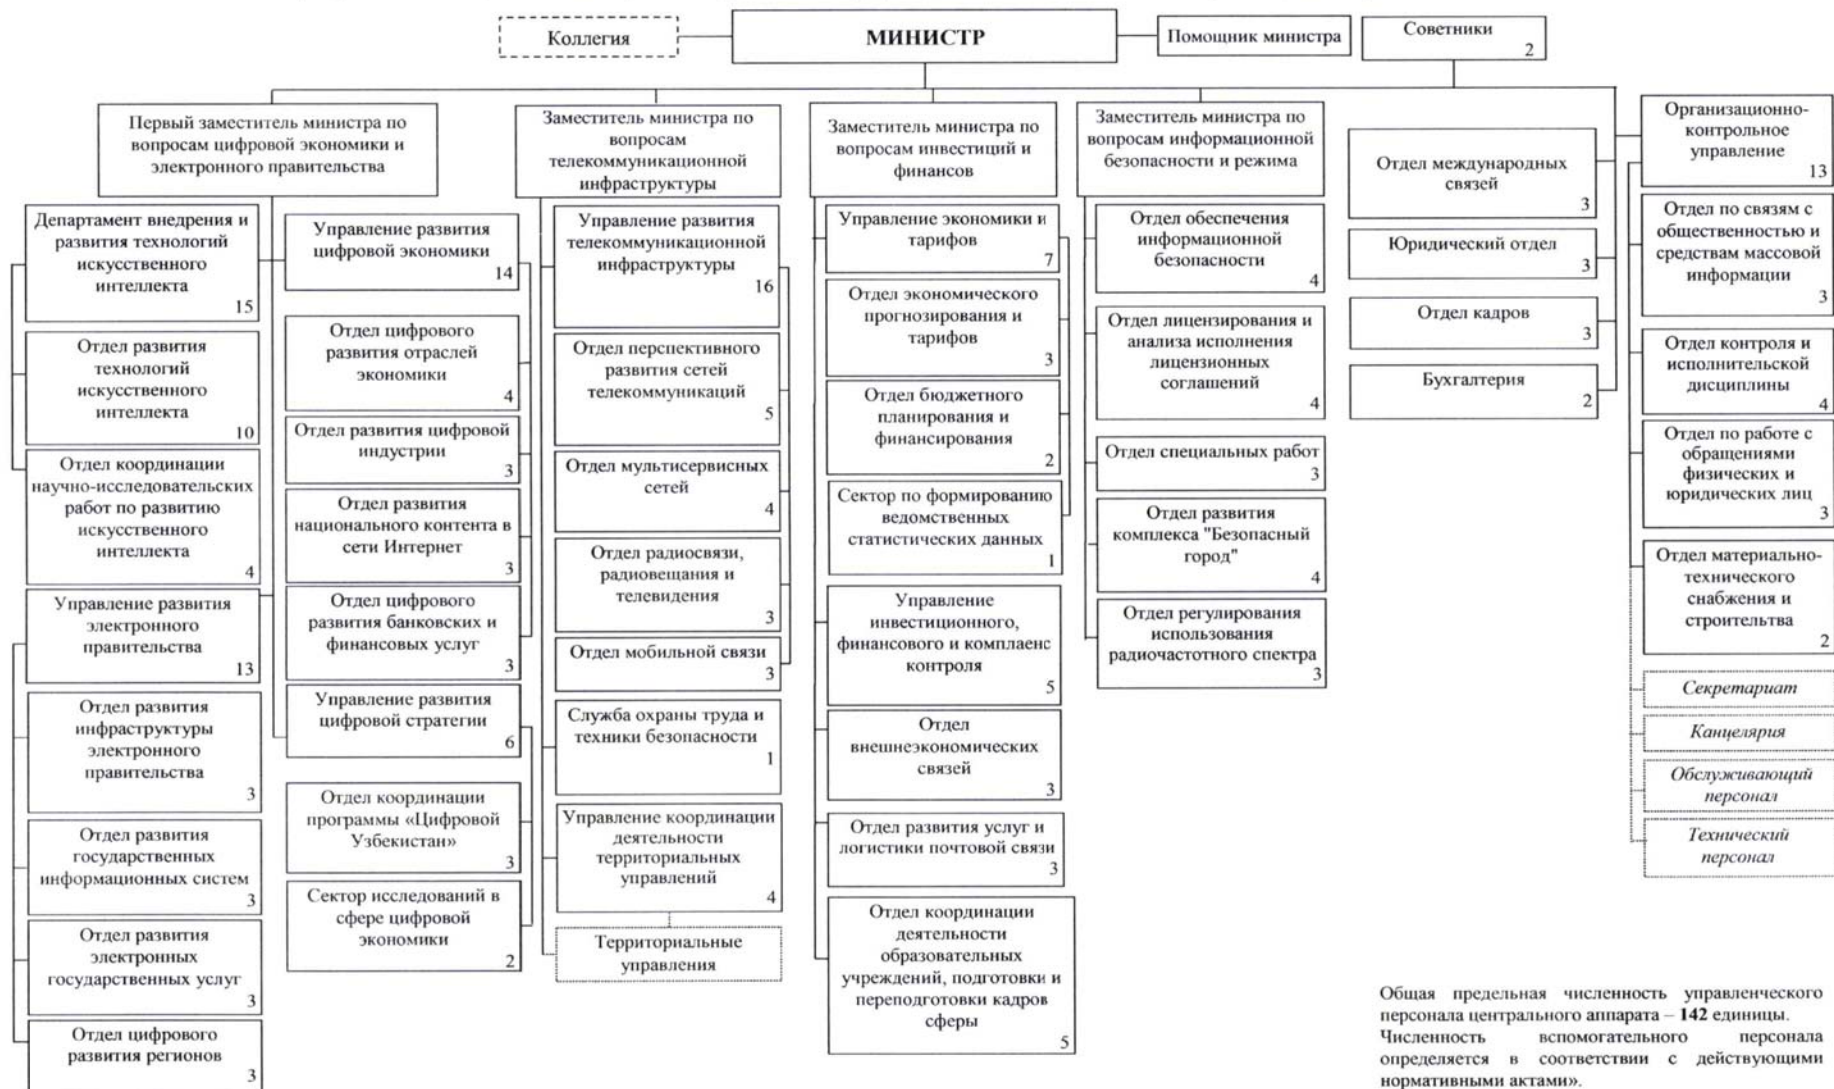 Коллегия
МИНИСТР
Помощник министра
Советники
2
Первый заместитель министра по
вопросам цифровой экономики и
электронного правительства
Заместитель министра по
вопросам
телекоммуникационной
инфраструктуры
Заместитель министра по
вопросам инвестиций и
финансов
Заместитель министра по
вопросам информационной
безопасности и режима
Департамент внедрения и
развития технологий
искусственного
интеллекта
15
Отдел развития
технологий
искусственного
интеллекта
10
Отдел координации
научно-исследовательских
работ по развитию
искусственного
интеллекта
4
Управление развития
электронного
правительства
13
Отдел развития
инфраструктуры
электронного
правительства
3
Отдел развития
государственных
информационных систем
3
Отдел развития
электронных
государственных услуг
3
Отдел цифрового
развития регионов
3
Управление развития
цифровой экономики
14
Отдел цифрового
развития отраслей
экономики
4
Отдел развития цифровой
индустрии
3
Отдел развития
национального контента в
сети Интернет
3
Отдел цифрового
развития банковских и
финансовых услуг
3
Управление развития
цифровой стратегии
6
Отдел координации
программы «Цифровой
Узбекистан»
3
Сектор исследований в
сфере цифровой
экономики
2
Управление развития
телекоммуникационной
инфраструктуры
16
Отдел перспективного
развития сетей
телекоммуникаций
5
Отдел мультисервисных
сетей
4
Отдел радиосвязи,
радиовещания и
телевидения
3
Отдел мобильной связи
3
Служба охраны труда и
техники безопасности
1
Управление координации
деятельности
территориальных
управлений
4
Территориальные
управления
Управление экономики и
тарифов
7
Отдел экономического
прогнозирования и
тарифов
3
Отдел бюджетного
планирования и
финансирования
2
Сектор по формированию
ведомственных
статистических данных
1
Управление
инвестиционного,
финансового и комплаенс
контроля
5
Отдел
внешнеэкономических
связей
3
Отдел развития услуг и
логистики почтовой связи
3
Отдел координации
деятельности
образовательных
учреждений, подготовки и
переподготовки кадров
сферы
5
Отдел обеспечения
информационной
безопасности
4
Отдел лицензирования и
анализа исполнения
лицензионных
соглашений
4
Отдел специальных работ
3
Отдел развития
комплекса "Безопасный
город"
4
Отдел регулирования
использования
радиочастотного спектра
3
Отдел международных
связей
3
Юридический отдел
3
Отдел кадров
3
Бухгалтерия
2
Организационно-
контрольное
управление
13
Отдел по связям с
общественностью и
средствам массовой
информации
3
Отдел контроля и
исполнительской
дисциплины
4
Отдел по работе с
обращениями
физических и
юридических лиц
3
Отдел материально-
технического
снабжения и
строительства
2
Секретариат
Канцелярия
Обслуживающий
персонал
Технический
персонал
Общая предельная численность управленческого
персонала центрального аппарата – 142 единицы.
Численность вспомогательного персонала
определяется в соответствии с действующими
нормативными актами».